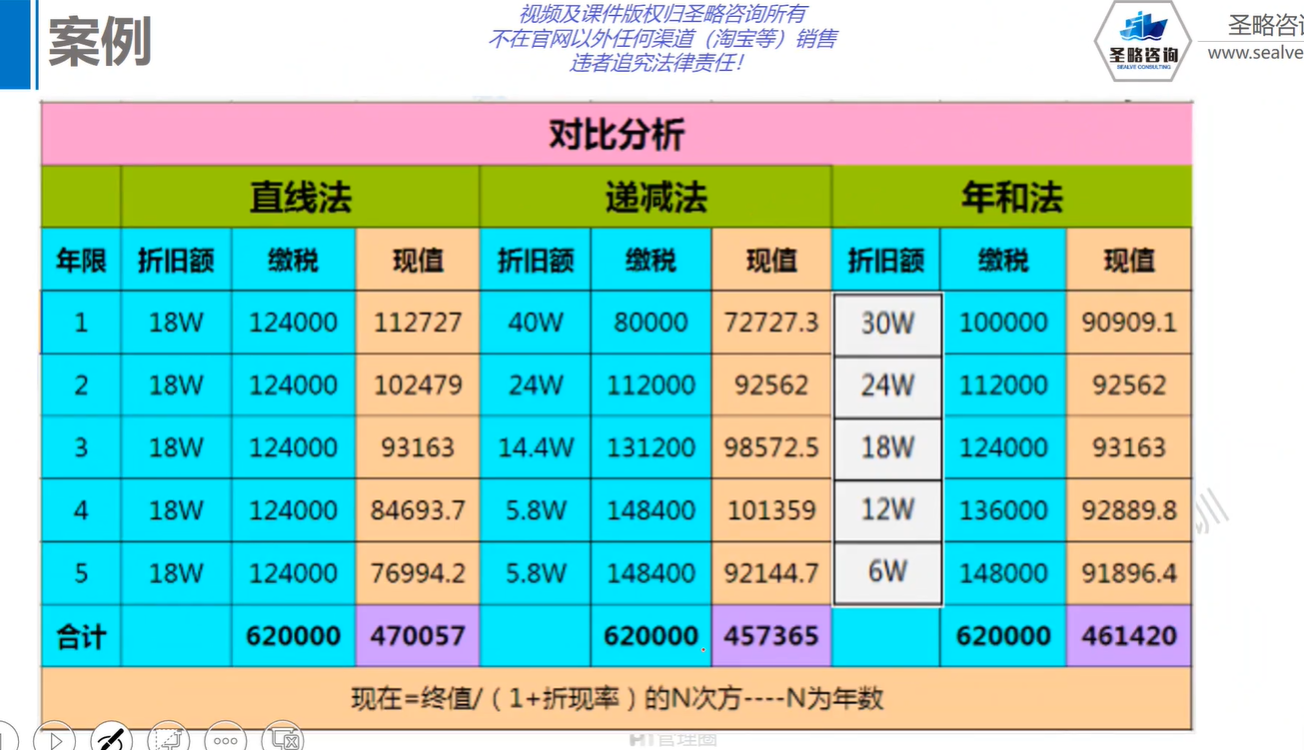 案例
视频及课件版权归圣略咨询所有
不在官网以外任何渠道（淘宝等）销售
违者追究法律责任！
圣略咨询
SEALVE CONSULTING
圣略咨
www.sealve
对比分析
直线法 递减法 年和法
年限 折旧额 缴税 现值 折旧额 缴税 现值 折旧额 缴税 现值
1 18W 124000 112727 40W 80000 72727.3 30W 100000 90909.1
2 18W 124000 102479 24W 112000 92562 24W 112000 92562
3 18W 124000 93163 14.4W 131200 98572.5 18W 124000 93163
4 18W 124000 84693.7 5.8W 148400 101359 12W 136000 92889.8
5 18W 124000 76994.2 5.8W 148400 92144.7 6W 148000 91896.4
合计 620000 470057 620000 457365 620000 461420
现在=终值/（1+折现率）的N次方----N为年数
管理圈
训